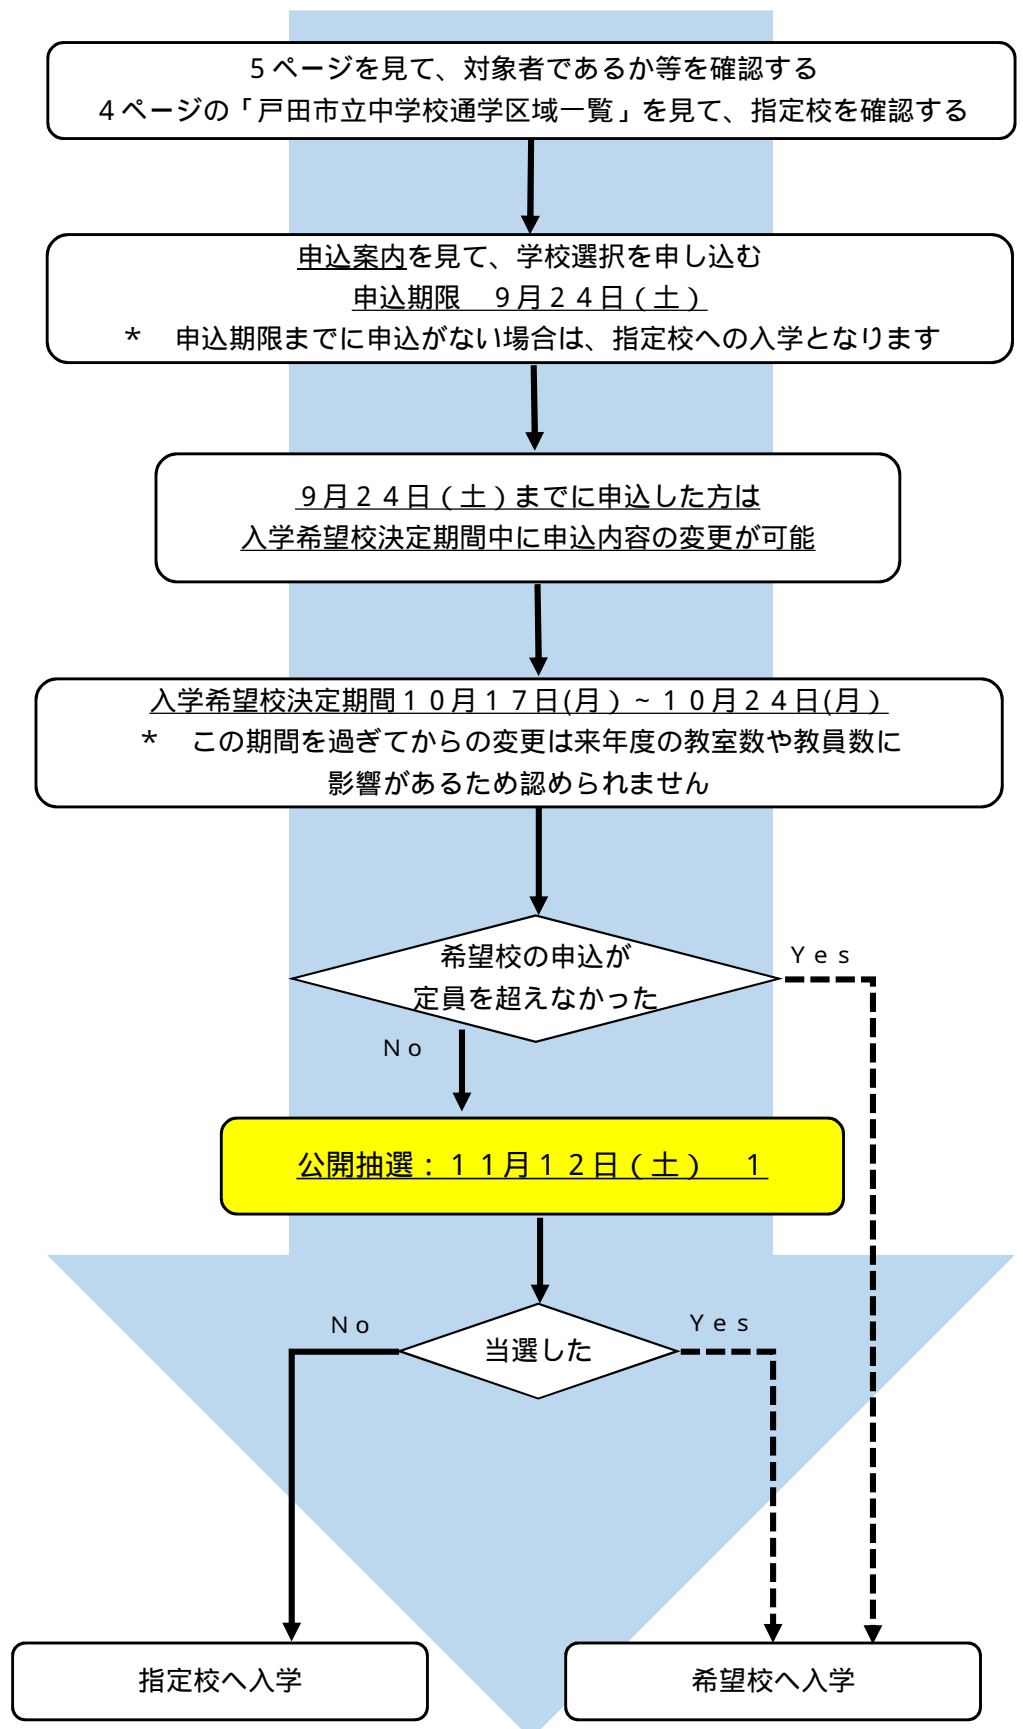 ５ページを見て、対象者であるか等を確認する
４ページの「戸田市立中学校通学区域一覧」を見て、指定校を確認する
申込案内を見て、学校選択を申し込む
申込期限　９月２４日（土）
*　申込期限までに申込がない場合は、指定校への入学となります
９月２４日（土）までに申込した方は
入学希望校決定期間中に申込内容の変更が可能
入学希望校決定期間１０月１７日(月）~１０月２４日(月）
*　この期間を過ぎてからの変更は来年度の教室数や教員数に
影響があるため認められません
希望校の申込が
定員を超えなかった
Ｙｅｓ
Ｎｏ
公開抽選：１１月１２日（土）　１
Ｎｏ
Ｙｅｓ
当選した
指定校へ入学
希望校へ入学